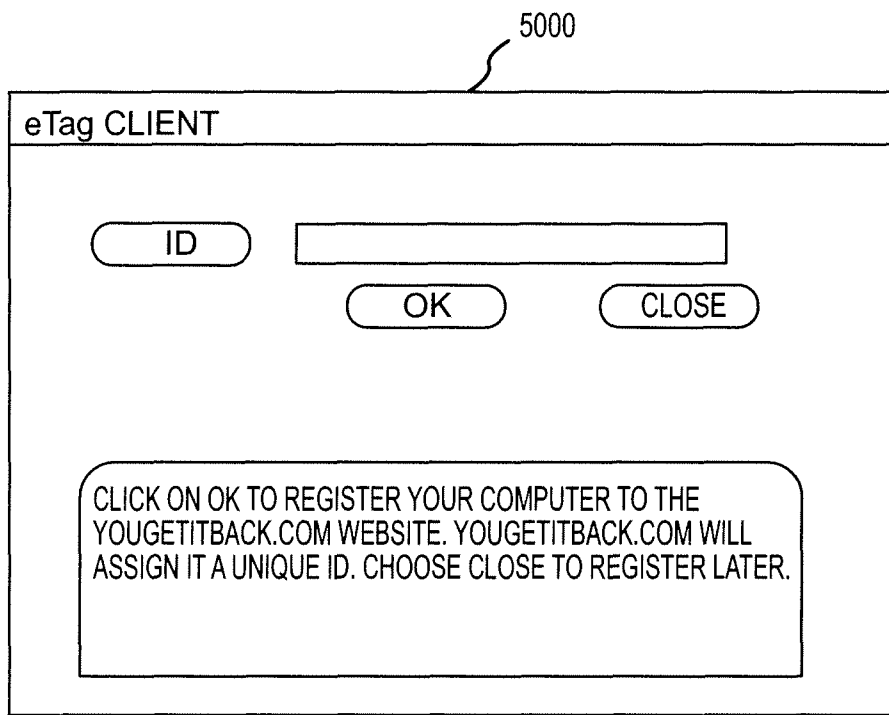 5000
eTag CLIENT
ID
OK CLOSE
CLICK ON OK TO REGISTER YOUR COMPUTER TO THE
YOUGETITBACK.COM WEBSITE. YOUGETITBACK.COM WILL
ASSIGN IT A UNIQUE ID. CHOOSE CLOSE TO REGISTER LATER.